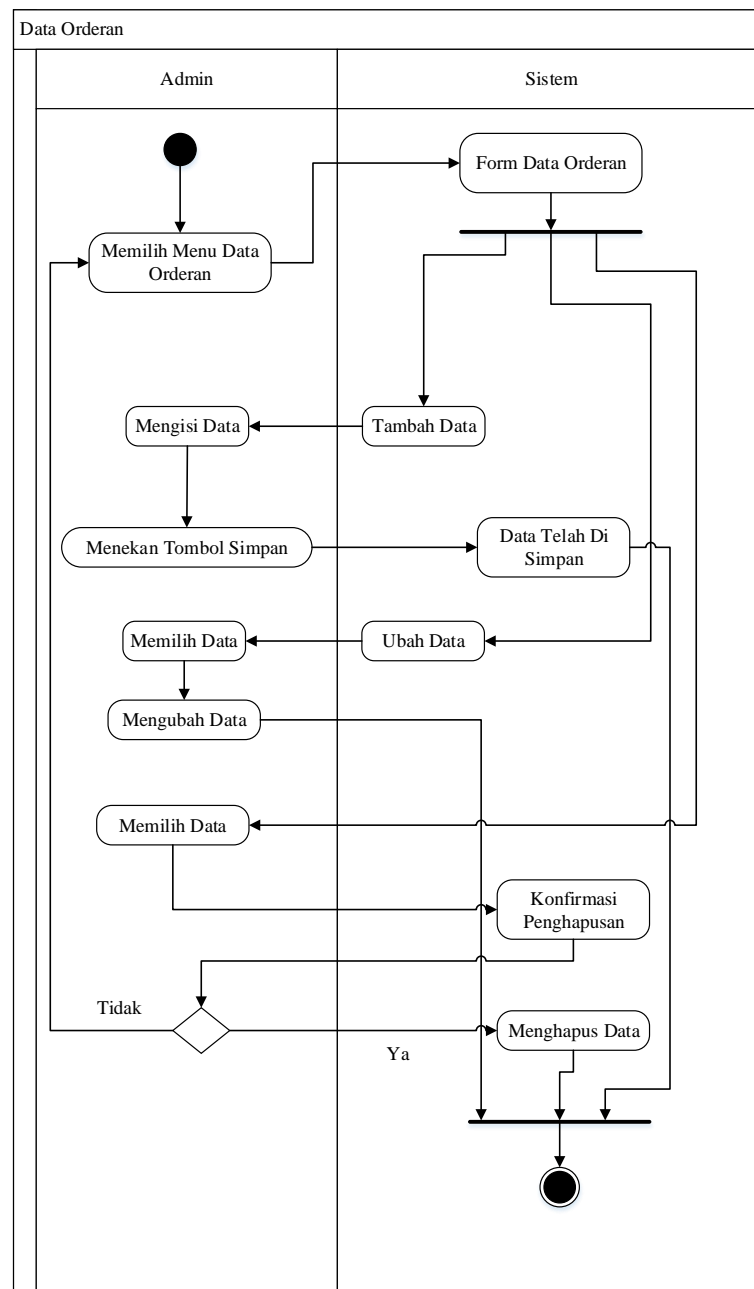 Data Orderan
Admin
Sistem
Form Data Orderan
Memilih Menu Data
Orderan
Mengisi Data
Tambah Data
Menekan Tombol Simpan
Data Telah Di
Simpan
Memilih Data
Ubah Data
Mengubah Data
Memilih Data
Konfirmasi
Penghapusan
Tidak
Menghapus Data
Ya